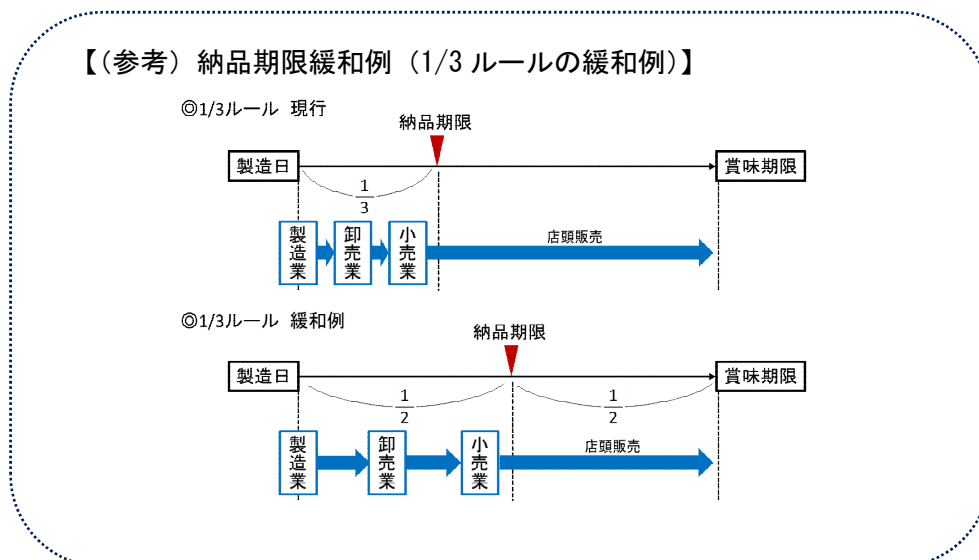 【(参考) 納品期限緩和例 (1/3 ルールの緩和例)】
◎1/3ルール 現行
納品期限
製造日
賞味期限
1
3
製造業
卸売業
小売業
店頭販売
◎1/3ルール 緩和例
納品期限
製造日
賞味期限
1
2
1
2
製造業
卸売業
小売業
店頭販売